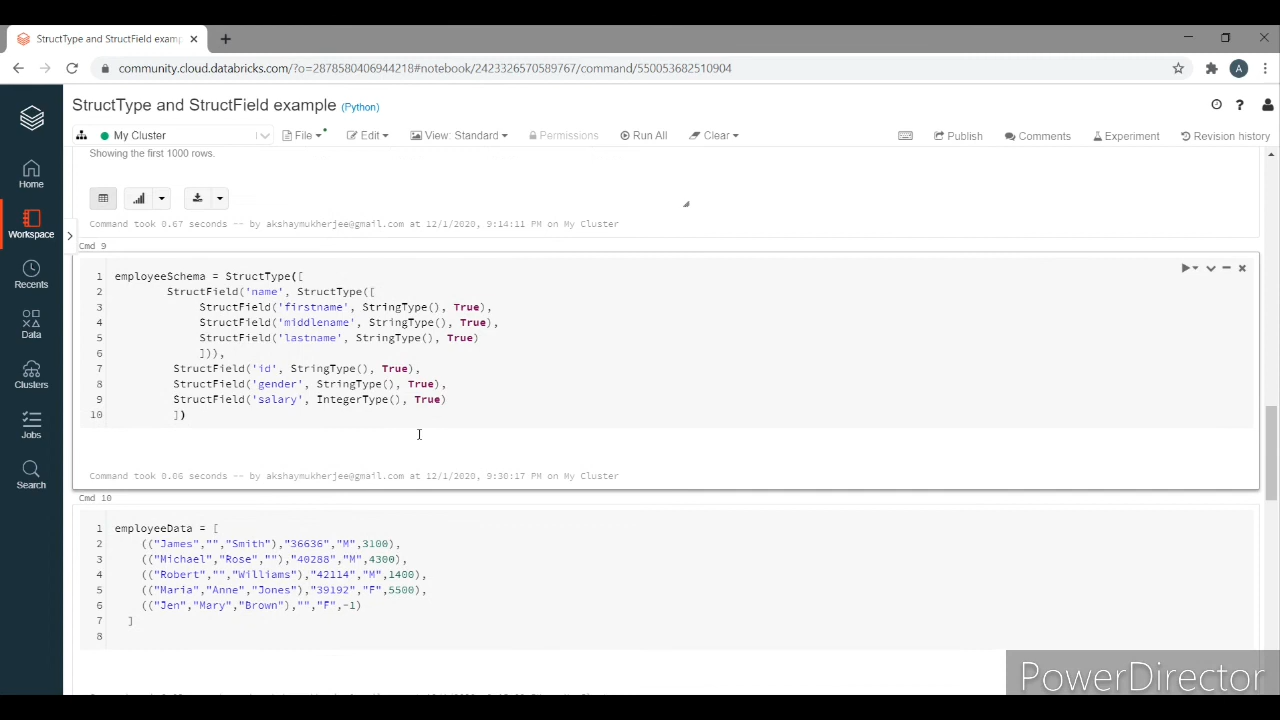 StructType and StructField examp
community.cloud.databricks.com/?o=2878580406944218#notebook/2423326570589767/command/550053682510904
A
StructType and StructField example (Python)
My Cluster File Edit View: Standard Permissions Run All Clear Publish Comments Experiment Revision history
Showing the first 1000 rows.
Home
Workspace
Recents
Data
Clusters
Jobs
Search
Command took 0.67 seconds -- by akshaymukherjee@gmail.com at 12/1/2020, 9:14:11 PM on My Cluster
Cmd 9
1 employeeSchema = StructType([
2 StructField('name', StructType([
3 StructField('firstname', StringType(), True),
4 StructField('middlename', StringType(), True),
5 StructField('lastname', StringType(), True)
6 ])),
7 StructField('id', StringType(), True),
8 StructField('gender', StringType(), True),
9 StructField('salary', IntegerType(), True)
10 ])
Command took 0.06 seconds -- by akshaymukherjee@gmail.com at 12/1/2020, 9:30:17 PM on My Cluster
Cmd 10
1 employeeData = [
2 (("James","","Smith"),"36636","M",3100),
3 (("Michael","Rose",""),"40288","M",4300),
4 (("Robert","","Williams"),"42114","M",1400),
5 (("Maria","Anne","Jones"),"39192","F",5500),
6 (("Jen","Mary","Brown"),"","F",-1)
7 ]
8
PowerDirector